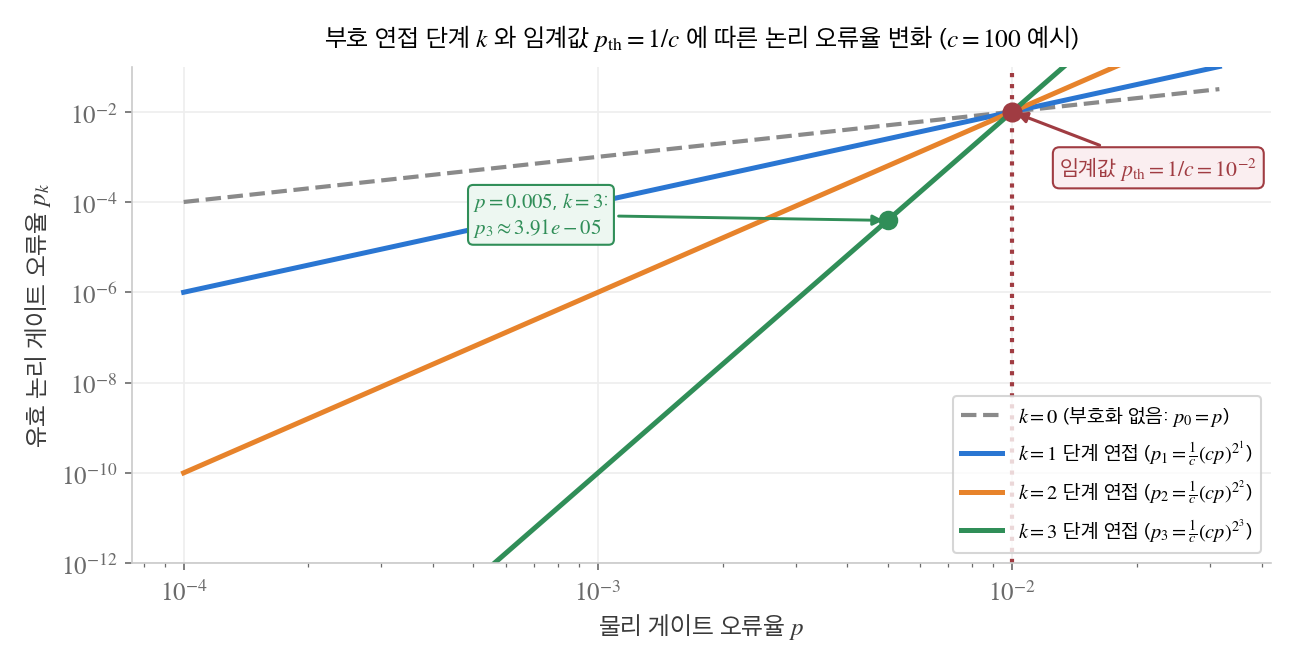 부호 연접 단계 k 와 임계값 p_th = 1/c 에 따른 논리 오류율 변화 (c = 100 예시)
유효 논리 게이트 오류율 p_k
10^−2
10^−4
10^−6
10^−8
10^−10
10^−12
p = 0.005, k = 3:
p_3 ≈ 3.91e − 05
임계값 p_th = 1/c = 10^−2
k = 0 (부호화 없음: p_0 = p)
k = 1 단계 연접 (p_1 = \frac{1}{c}(cp)^{2^1})
k = 2 단계 연접 (p_2 = \frac{1}{c}(cp)^{2^2})
k = 3 단계 연접 (p_3 = \frac{1}{c}(cp)^{2^3})
10^−4
10^−3
10^−2
물리 게이트 오류율 p